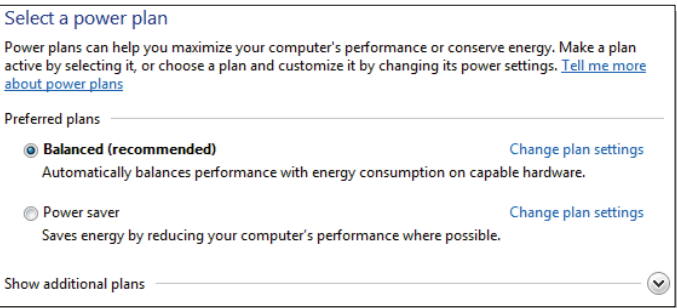 Select a power plan
Power plans can help you maximize your computer's performance or conserve energy. Make a plan
active by selecting it, or choose a plan and customize it by changing its power settings. Tell me more
about power plans
Preferred plans
Balanced (recommended) Change plan settings
Automatically balances performance with energy consumption on capable hardware.
Power saver Change plan settings
Saves energy by reducing your computer's performance where possible.
Show additional plans